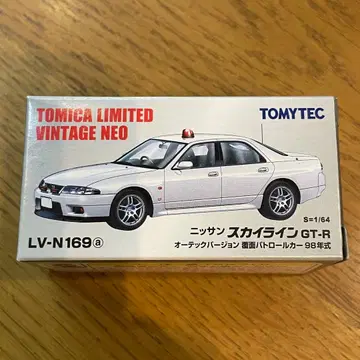 TOMICA LIMITED
VINTAGE NEO
TOMYTEC
S=1/64
LV-N169ⓐ
ニッサン スカイライン GT-R
オーテックバージョン 覆面パトロールカー 98年式